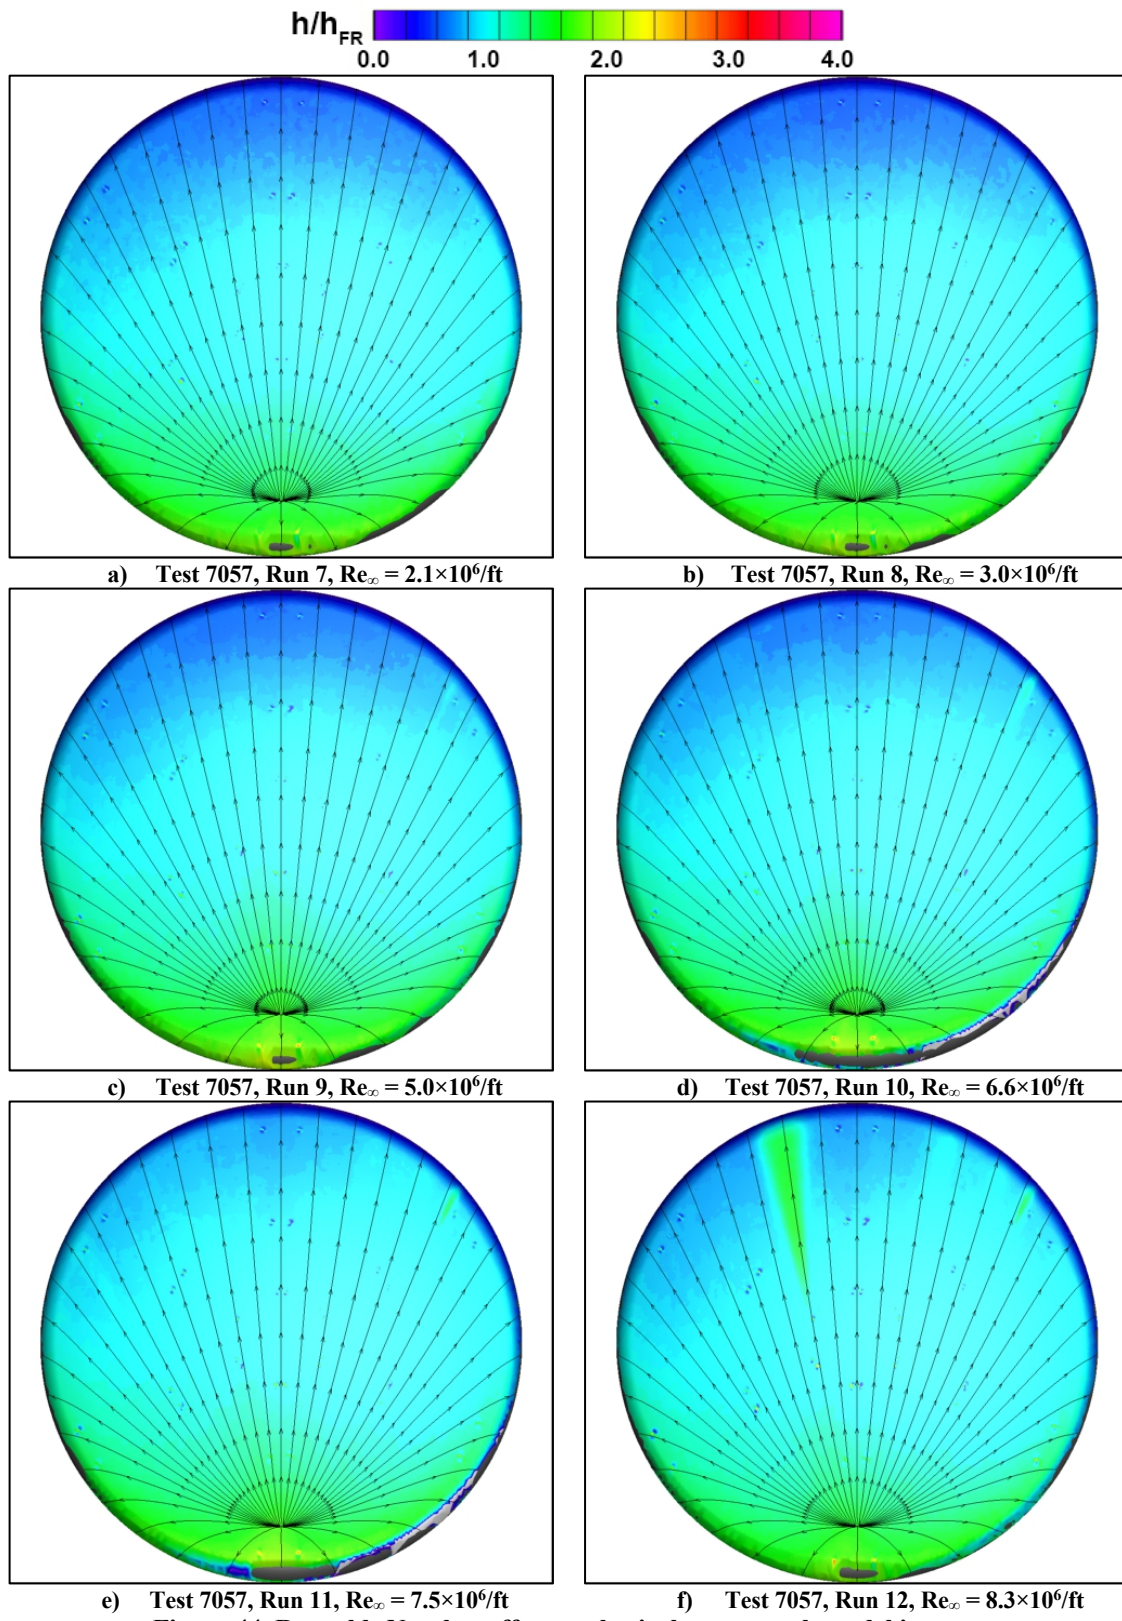 h/hFR
0.0 1.0 2.0 3.0 4.0
a) Test 7057, Run 7, Re∞ = 2.1×10⁶/ft
b) Test 7057, Run 8, Re∞ = 3.0×10⁶/ft
c) Test 7057, Run 9, Re∞ = 5.0×10⁶/ft
d) Test 7057, Run 10, Re∞ = 6.6×10⁶/ft
e) Test 7057, Run 11, Re∞ = 7.5×10⁶/ft
f) Test 7057, Run 12, Re∞ = 8.3×10⁶/ft